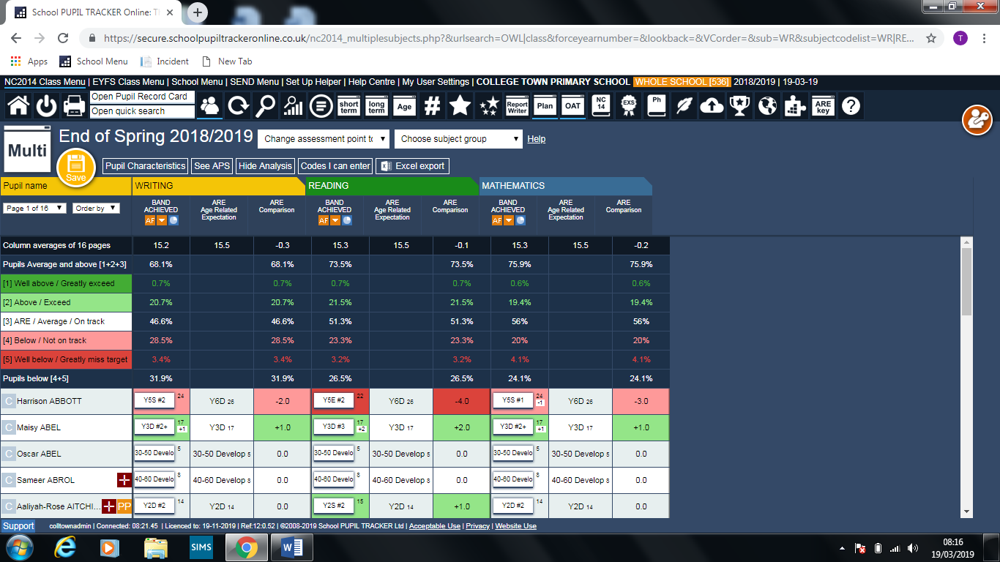 School PUPIL TRACKER Online: T
https://secure.schoolpupiltrackeronline.co.uk/nc2014_multiplesubjects.php?&urlsearch=OWL|class&forceyearnumber=&lookback=&VCorder=&sub=WR&subjectcodelist=WR|RE...
T
Apps School Menu Incident New Tab
NC2014 Class Menu | EYFS Class Menu | School Menu | SEND Menu | Set Up Helper | Help Centre | My User Settings | COLLEGE TOWN PRIMARY SCHOOL WHOLE SCHOOL [536] 2018/2019 | 19-03-19
Open Pupil Record Card
Open quick search
short term long term Age # Report Writer Plan OAT NC 14 EXS Ph ARE key ?
Multi
End of Spring 2018/2019 Change assessment point to Choose subject group Help
Save
Pupil Characteristics See APS Hide Analysis Codes I can enter Excel export
Pupil name WRITING READING MATHEMATICS
Page 1 of 16 Order by
BAND ACHIEVED AF ARE Age Related Expectation ARE Comparison BAND ACHIEVED AF ARE Age Related Expectation ARE Comparison BAND ACHIEVED AF ARE Age Related Expectation ARE Comparison
Column averages of 16 pages 15.2 15.5 -0.3 15.3 15.5 -0.1 15.3 15.5 -0.2
Pupils Average and above [1+2+3] 68.1% 68.1% 73.5% 73.5% 75.9% 75.9%
[1] Well above / Greatly exceed 0.7% 0.7% 0.7% 0.7% 0.6% 0.6%
[2] Above / Exceed 20.7% 20.7% 21.5% 21.5% 19.4% 19.4%
[3] ARE / Average / On track 46.6% 46.6% 51.3% 51.3% 56% 56%
[4] Below / Not on track 28.5% 28.5% 23.3% 23.3% 20% 20%
[5] Well below / Greatly miss target 3.4% 3.4% 3.2% 3.2% 4.1% 4.1%
Pupils below [4+5] 31.9% 31.9% 26.5% 26.5% 24.1% 24.1%
C Harrison ABBOTT Y5S #2 24 Y6D 26 -2.0 Y5E #2 22 Y6D 26 -4.0 Y5S #1 24 -1 Y6D 26 -3.0
C Maisy ABEL Y3D #2+ 17 +1 Y3D 17 +1.0 Y3D #3 17 +2 Y3D 17 +2.0 Y3D #2+ 17 +1 Y3D 17 +1.0
C Oscar ABEL 30-50 Develo 5 30-50 Develop 5 0.0 30-50 Develo 5 30-50 Develop 5 0.0 30-50 Develo 5 30-50 Develop 5 0.0
C Sameer ABROL 40-60 Develo 8 40-60 Develop 8 0.0 40-60 Develo 8 40-60 Develop 8 0.0 40-60 Develo 8 40-60 Develop 8 0.0
C Aaliyah-Rose AITCHI... PP Y2D #2 14 Y2D 14 0.0 Y2S #2 15 Y2D 14 +1.0 Y2D #2 14 Y2D 14 0.0
Support colltownadmin | Connected: 08:21.45 | Licenced to: 19-11-2019 | Ref:12:0.52 | ©2008-2019 School PUPIL TRACKER Ltd | Acceptable Use | Privacy | Website Use
SIMS
08:16
19/03/2019